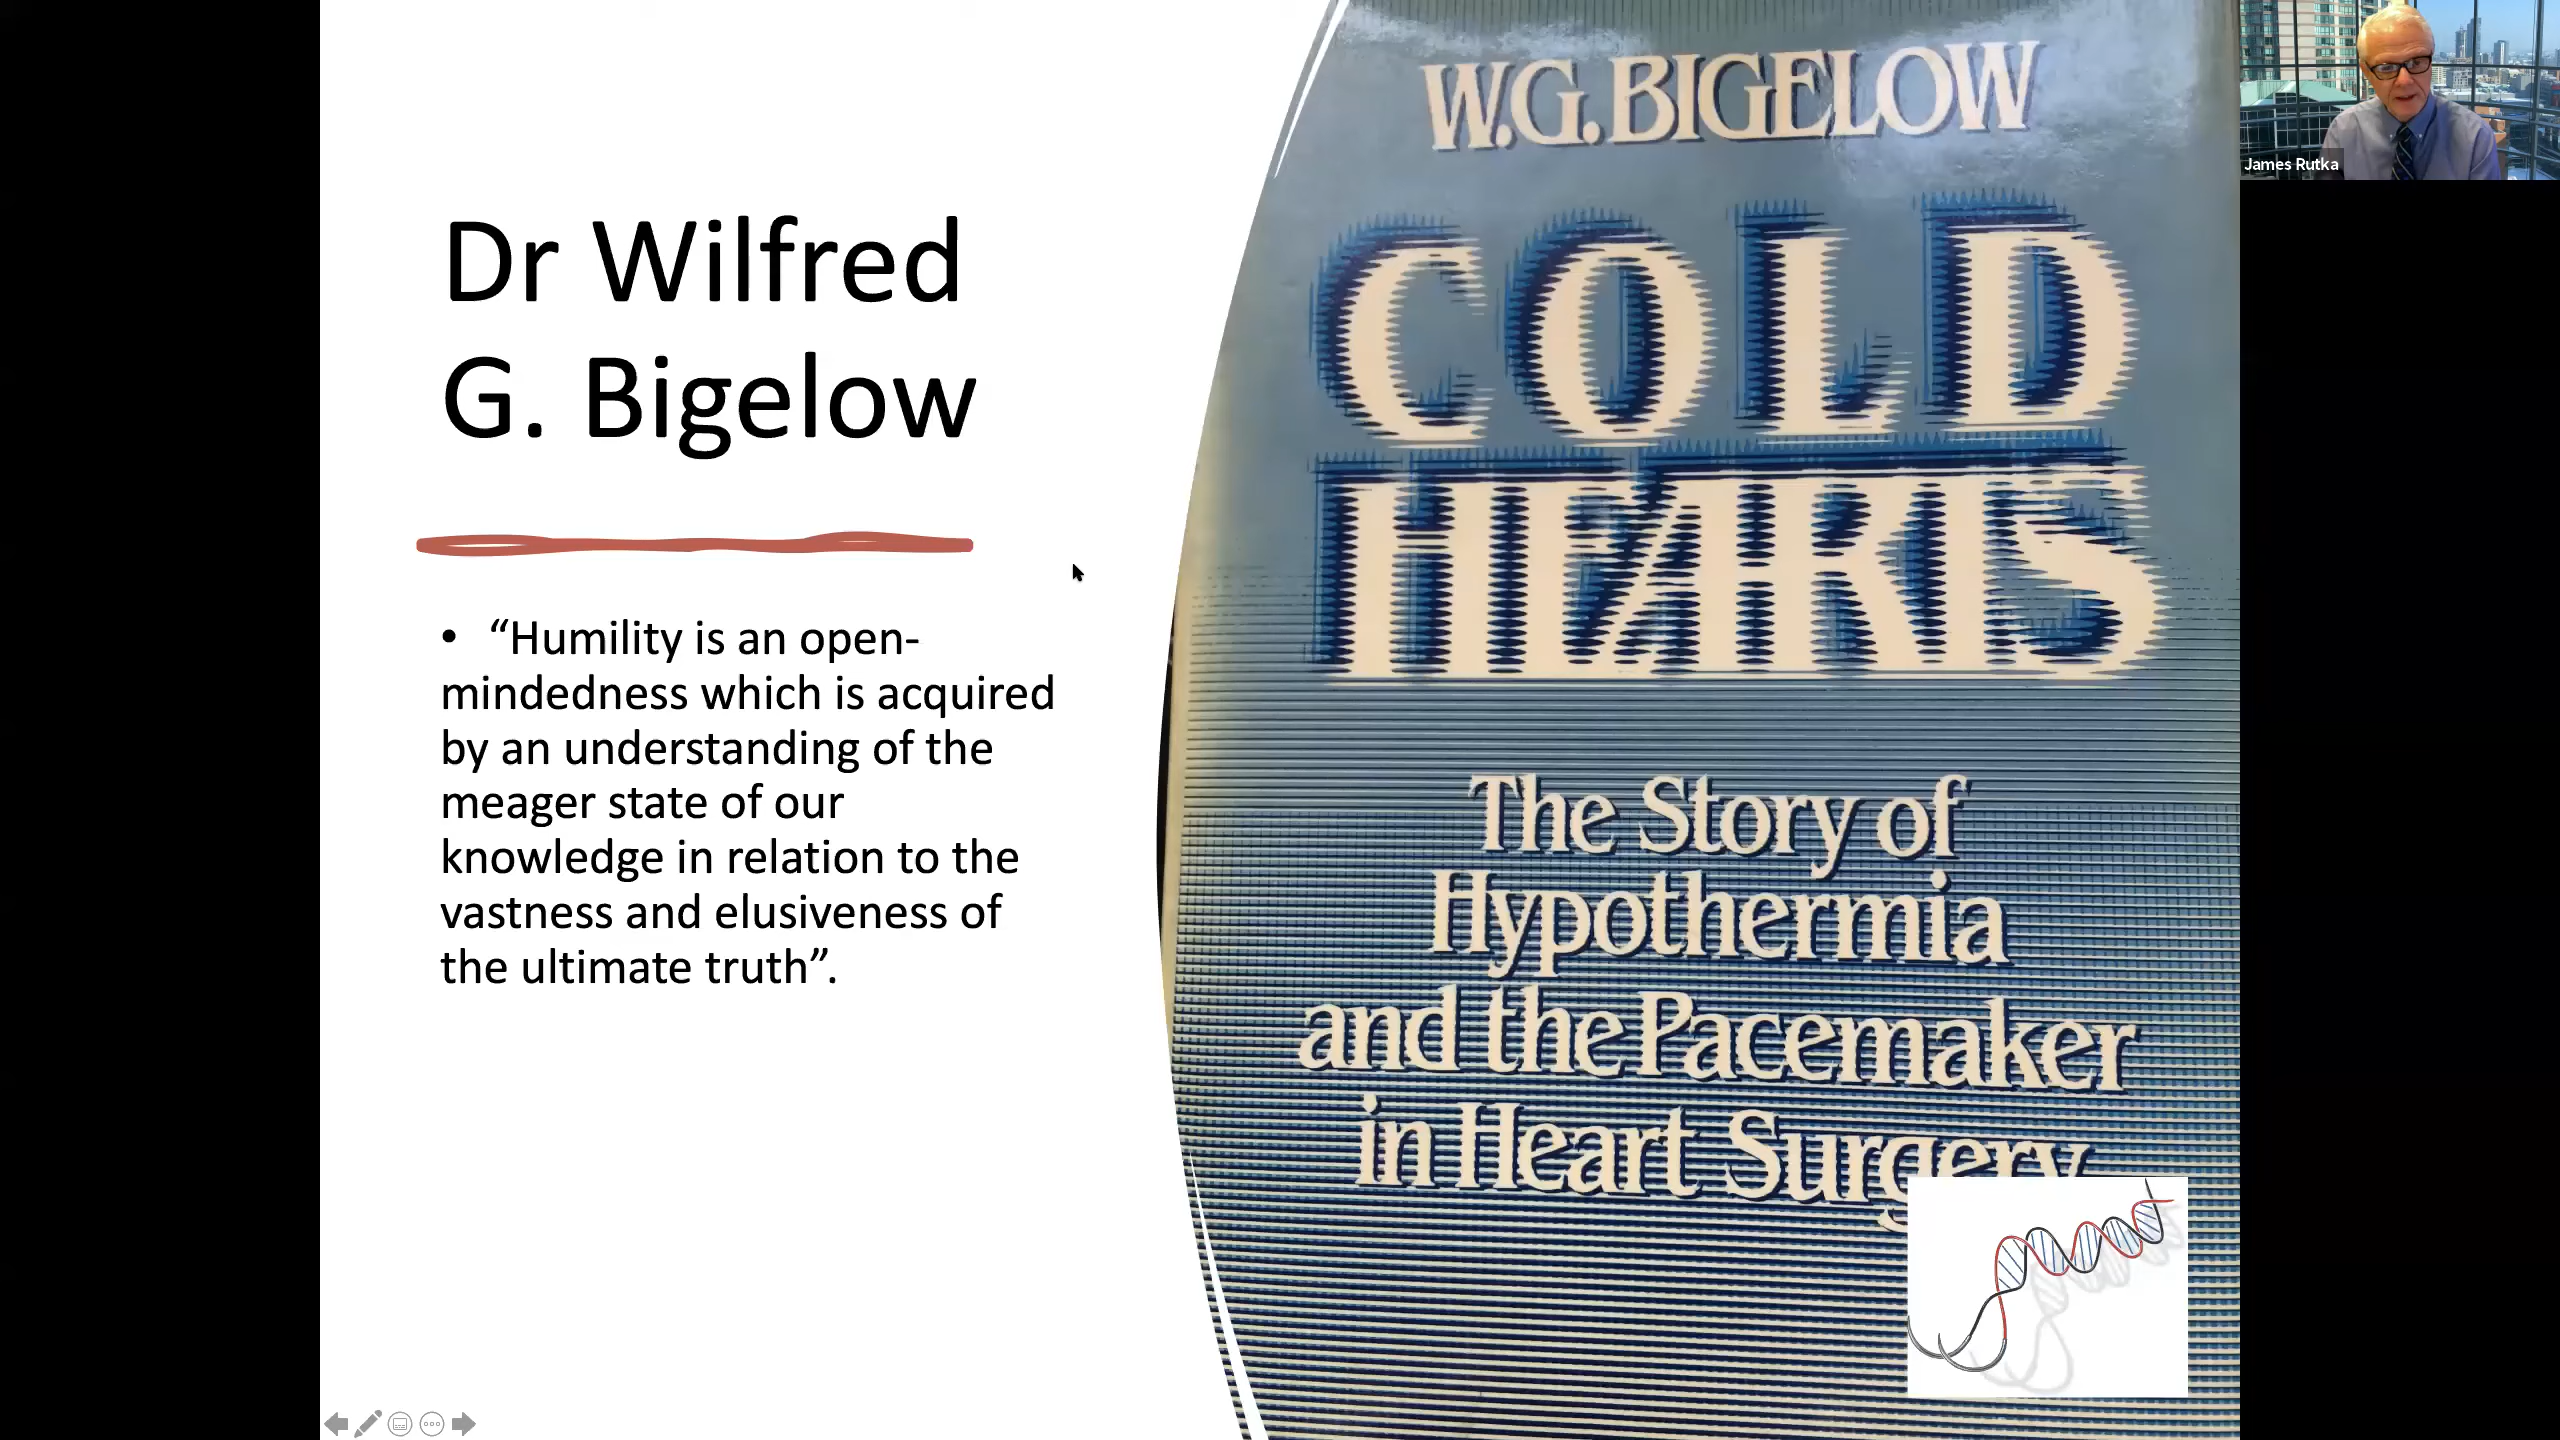 Dr Wilfred
G. Bigelow
• “Humility is an open-
mindedness which is acquired
by an understanding of the
meager state of our
knowledge in relation to the
vastness and elusiveness of
the ultimate truth”.
W.G. BIGELOW
COLD
HEARTS
The Story of
Hypothermia
and the Pacemaker
in Heart Surgery
James Rutka